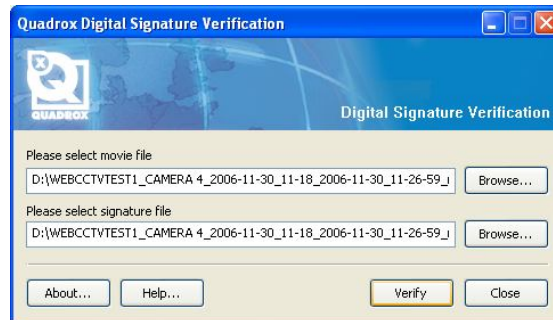 Quadrox Digital Signature Verification
QUADROX
Digital Signature Verification
Please select movie file
D:\WEBCCTVTEST1_CAMERA 4_2006-11-30_11-18_2006-11-30_11-26-59_
Browse...
Please select signature file
D:\WEBCCTVTEST1_CAMERA 4_2006-11-30_11-18_2006-11-30_11-26-59_
Browse...
About... Help... Verify Close